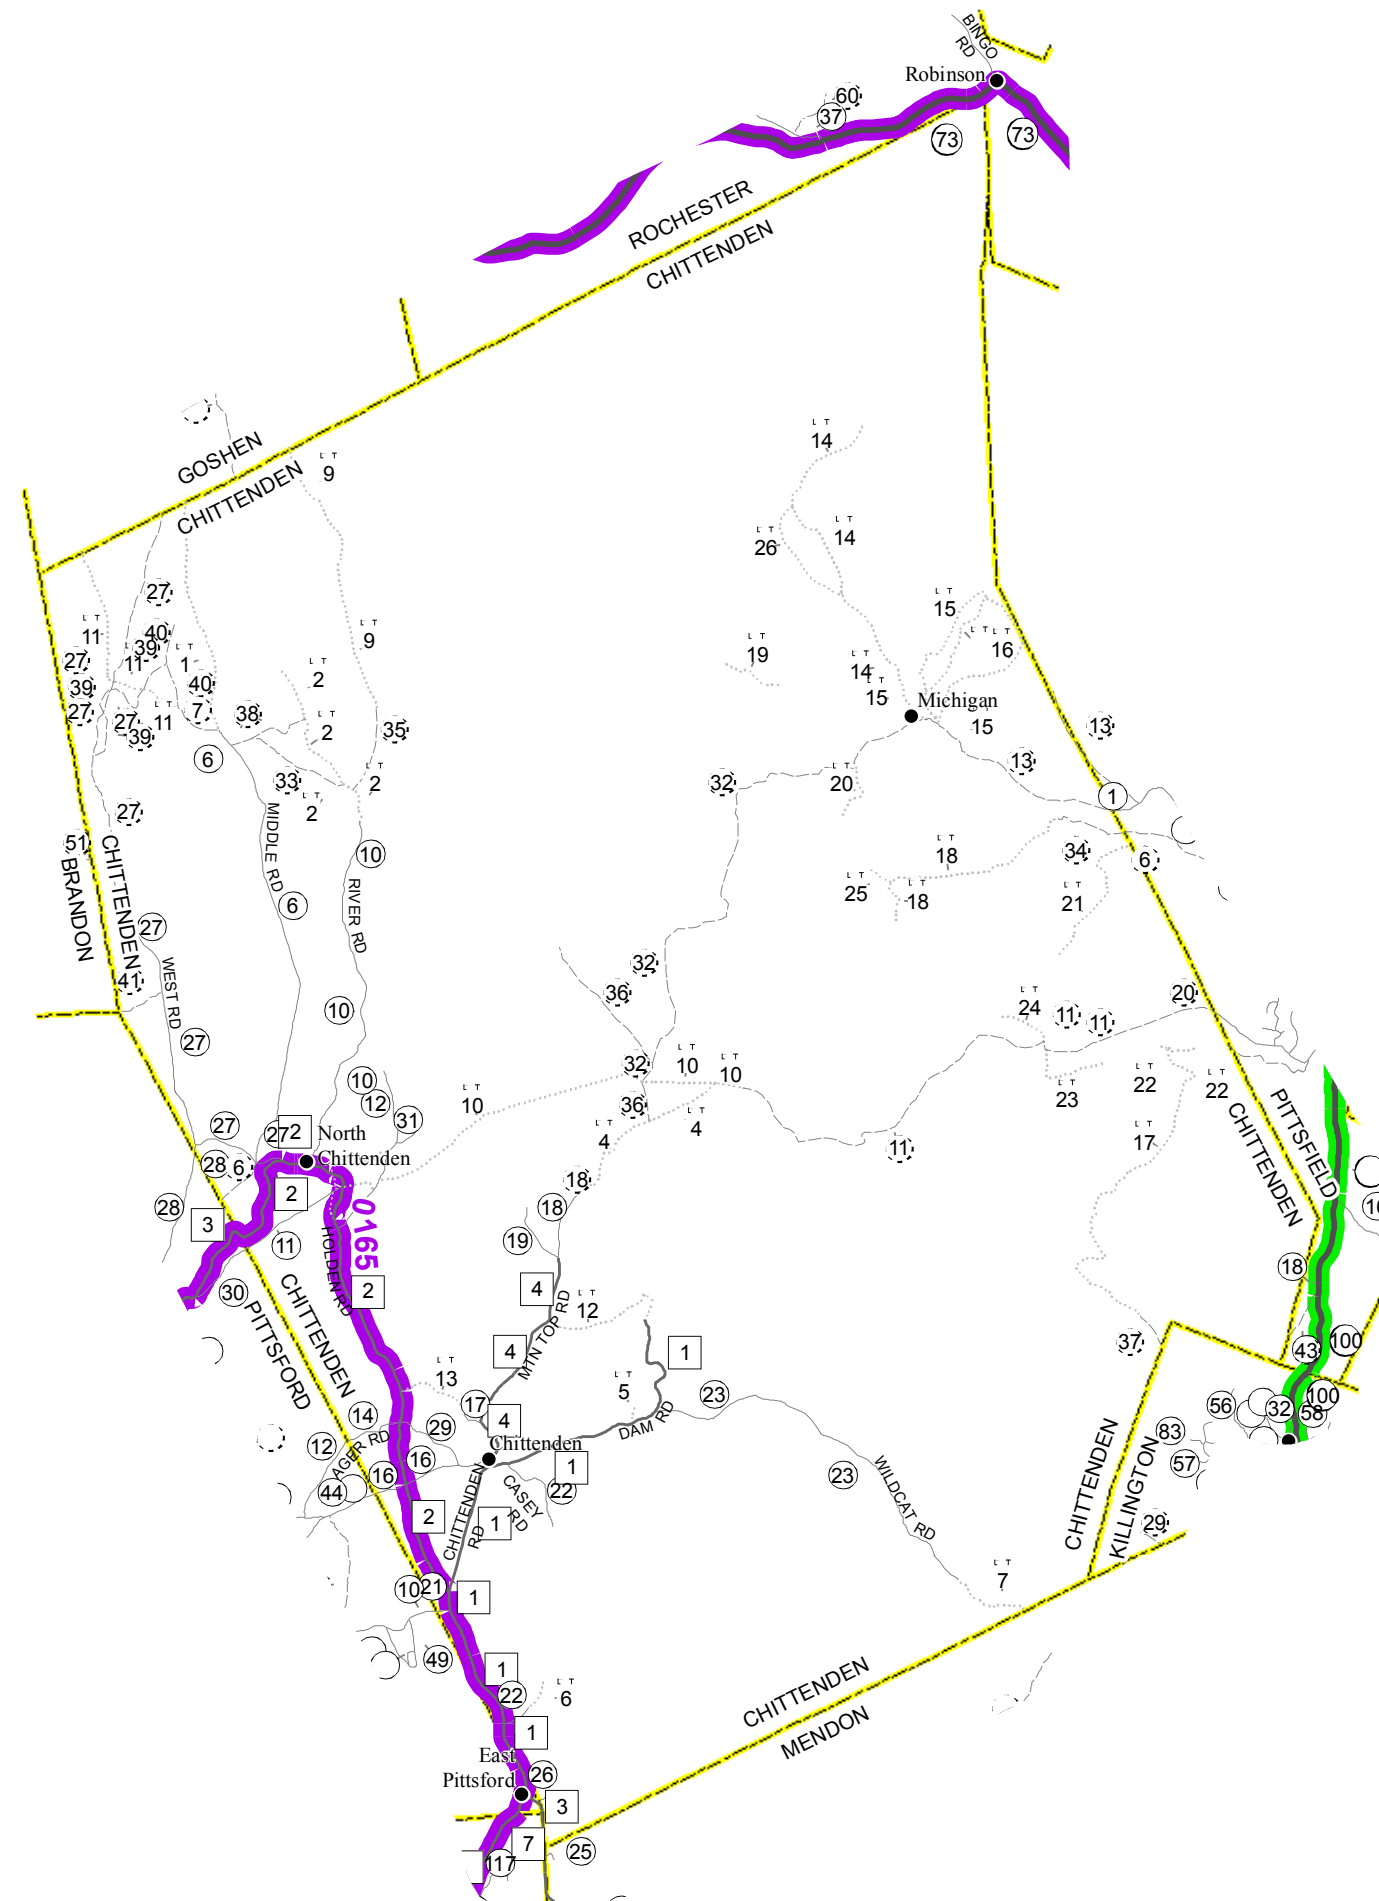 BINGO
RD
Robinson
60
37
73
73
ROCHESTER
CHITTENDEN
GOSHEN
CHITTENDEN
L T
9
L T
14
L T
26
L T
14
27
L T
15
L T
11
40
39
L T
9
L T
16
L T
19
27
11
L T
1
L T
2
L T
14
39
40
15
Michigan
27
7
38
27
L T
11
39
L T
2
35
15
13
6
13
33
L T
2
32
L T
20
1
L T
2
27
MIDDLE RD
51
CHITTENDEN
BRANDON
10
L T
18
34
6
L T
25
L T
18
L T
21
6
RIVER RD
27
WEST RD
41
32
36
20
10
L T
24
11
11
27
32
L T
10
L T
10
10
12
L T
10
36
L T
23
L T
22
L T
22
31
27
27
2
North
Chittenden
L T
4
L T
4
L T
17
11
PITTSFIELD
CHITTENDEN
28
6
2
18
18
28
3
0165
11
19
HOLDEN RD
18
30
2
4
L T
12
MTN TOP RD
CHITTENDEN
PITTSFORD
4
1
37
43
100
L T
13
L T
5
23
17
14
4
DAM RD
56
32
58
100
29
12
AGER RD
16
16
Chittenden
83
57
44
1
22
23
WILDCAT RD
CASEY
RD
CHITTENDEN
RD
2
1
CHITTENDEN
KILLINGTON
29
10
21
1
L T
7
49
1
22
L T
6
1
CHITTENDEN
MENDON
East
Pittsford
26
3
7
25
117